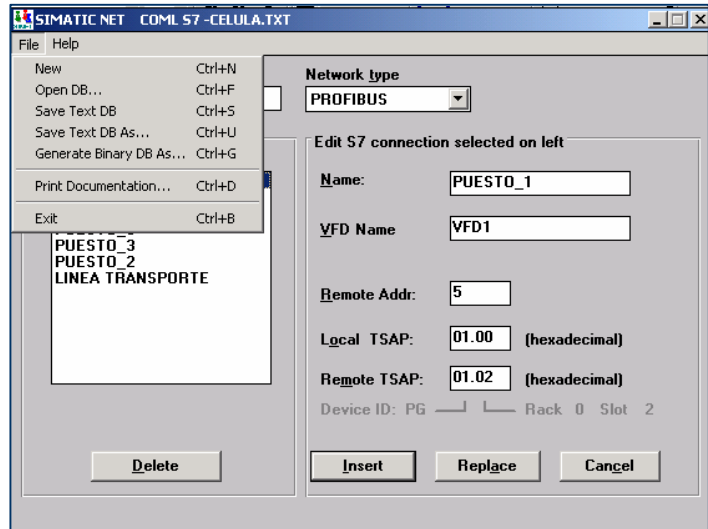 SIMATIC NET COML S7 -CELULA.TXT
File Help
New Ctrl+N
Open DB... Ctrl+F
Save Text DB Ctrl+S
Save Text DB As... Ctrl+U
Generate Binary DB As... Ctrl+G
Print Documentation... Ctrl+D
Exit Ctrl+B
PUESTO_3
PUESTO_2
LINEA TRANSPORTE
Delete
Network type
PROFIBUS
Edit S7 connection selected on left
Name: PUESTO_1
VFD Name VFD1
Remote Addr: 5
Local TSAP: 01.00 (hexadecimal)
Remote TSAP: 01.02 (hexadecimal)
Device ID: PG Rack 0 Slot 2
Insert Replace Cancel